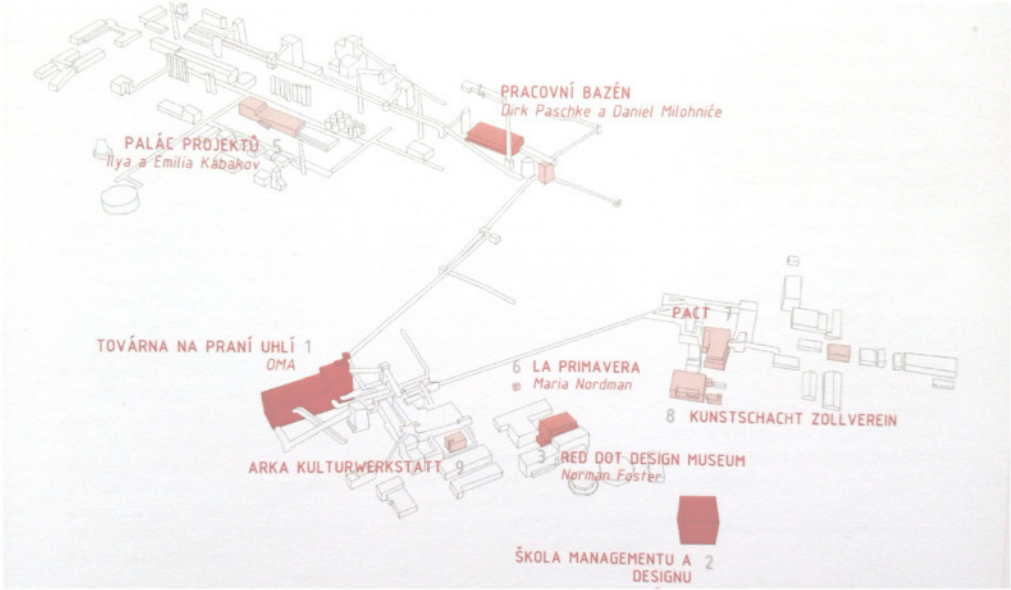 4 PRACOVNÍ BAZÉN
Dirk Paschke a Daniel Milohniče
PALÁC PROJEKTŮ 5
Ilya a Emilia Kabakov
TOVÁRNA NA PRANÍ UHLÍ 1
OMA
PACT 7
6 LA PRIMAVERA
Maria Nordman
8 KUNSTSCHACHT ZOLLVEREIN
ARKA KULTURWERKSTATT 9
3 RED DOT DESIGN MUSEUM
Norman Foster
ŠKOLA MANAGEMENTU A 2
DESIGNU